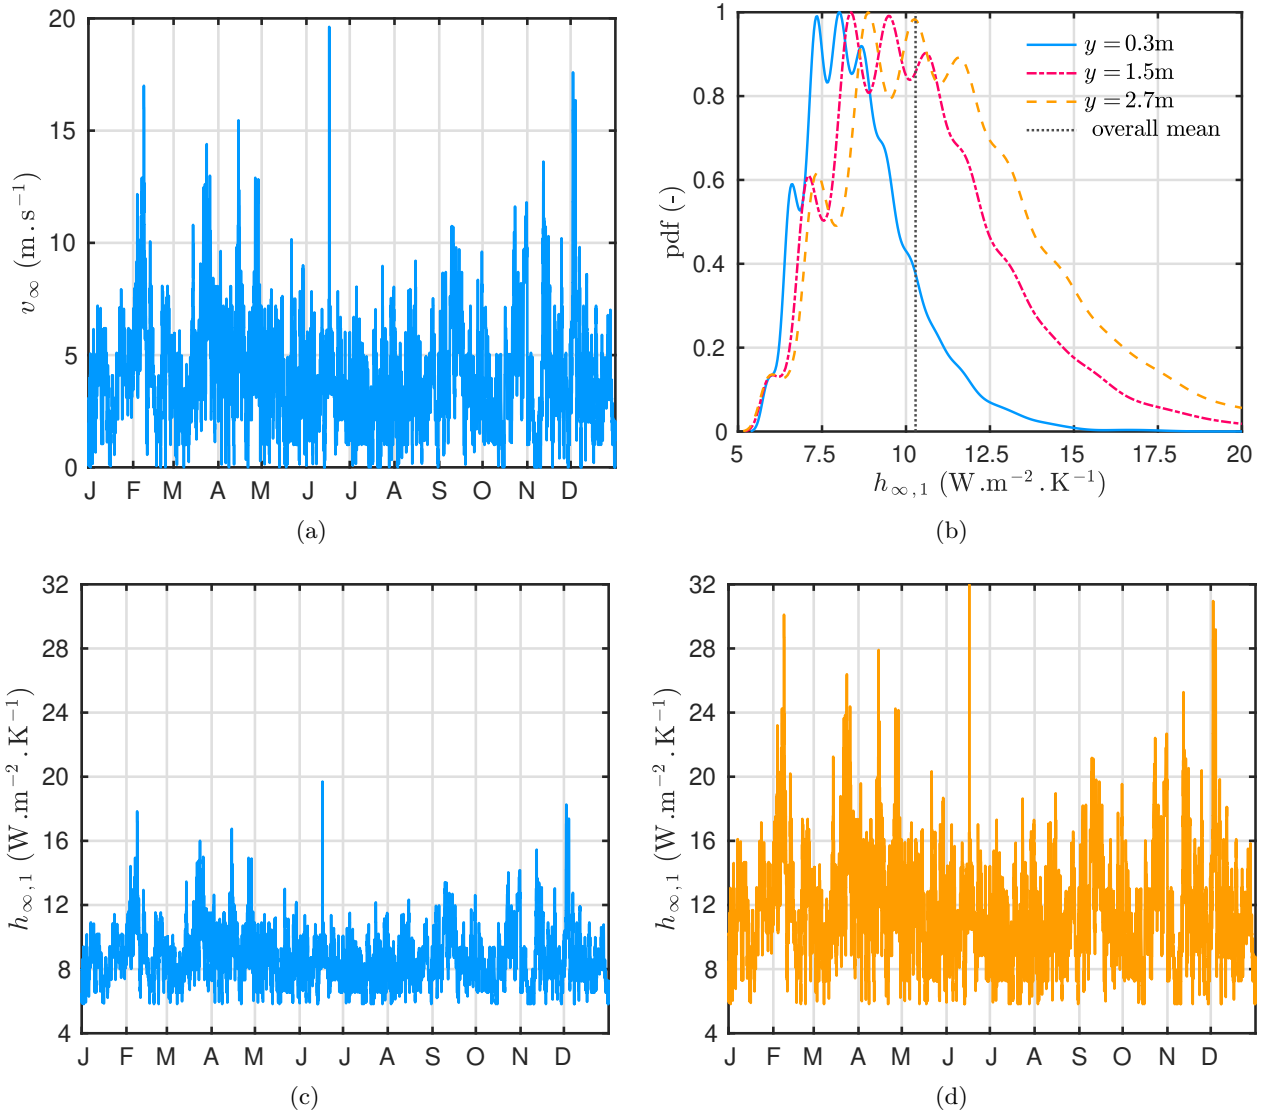 20
15
10
5
0
v∞ (m.s⁻¹)
J F M A M J J A S O N D
(a)
1
0.8
0.6
0.4
0.2
0
pdf (-)
y = 0.3m
y = 1.5m
y = 2.7m
overall mean
5 7.5 10 12.5 15 17.5 20
h∞,1 (W.m⁻².K⁻¹)
(b)
32
28
24
20
16
12
8
4
h∞,1 (W.m⁻².K⁻¹)
J F M A M J J A S O N D
(c)
32
28
24
20
16
12
8
4
h∞,1 (W.m⁻².K⁻¹)
J F M A M J J A S O N D
(d)